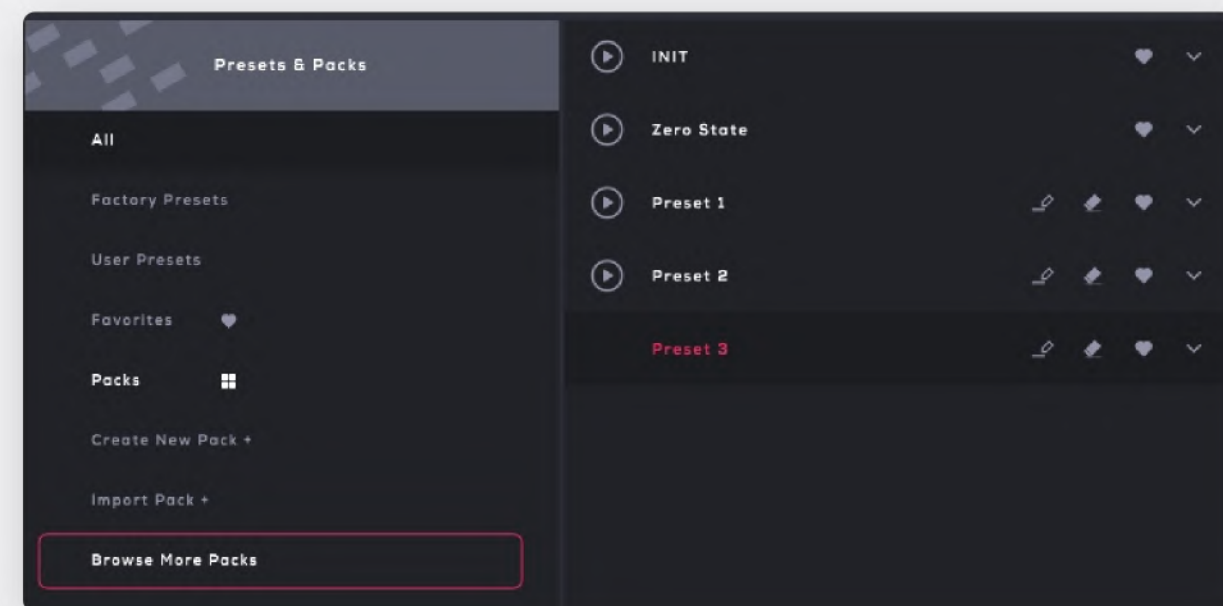 Presets & Packs
All
Factory Presets
User Presets
Favorites
Packs
Create New Pack +
Import Pack +
Browse More Packs
INIT
Zero State
Preset 1
Preset 2
Preset 3